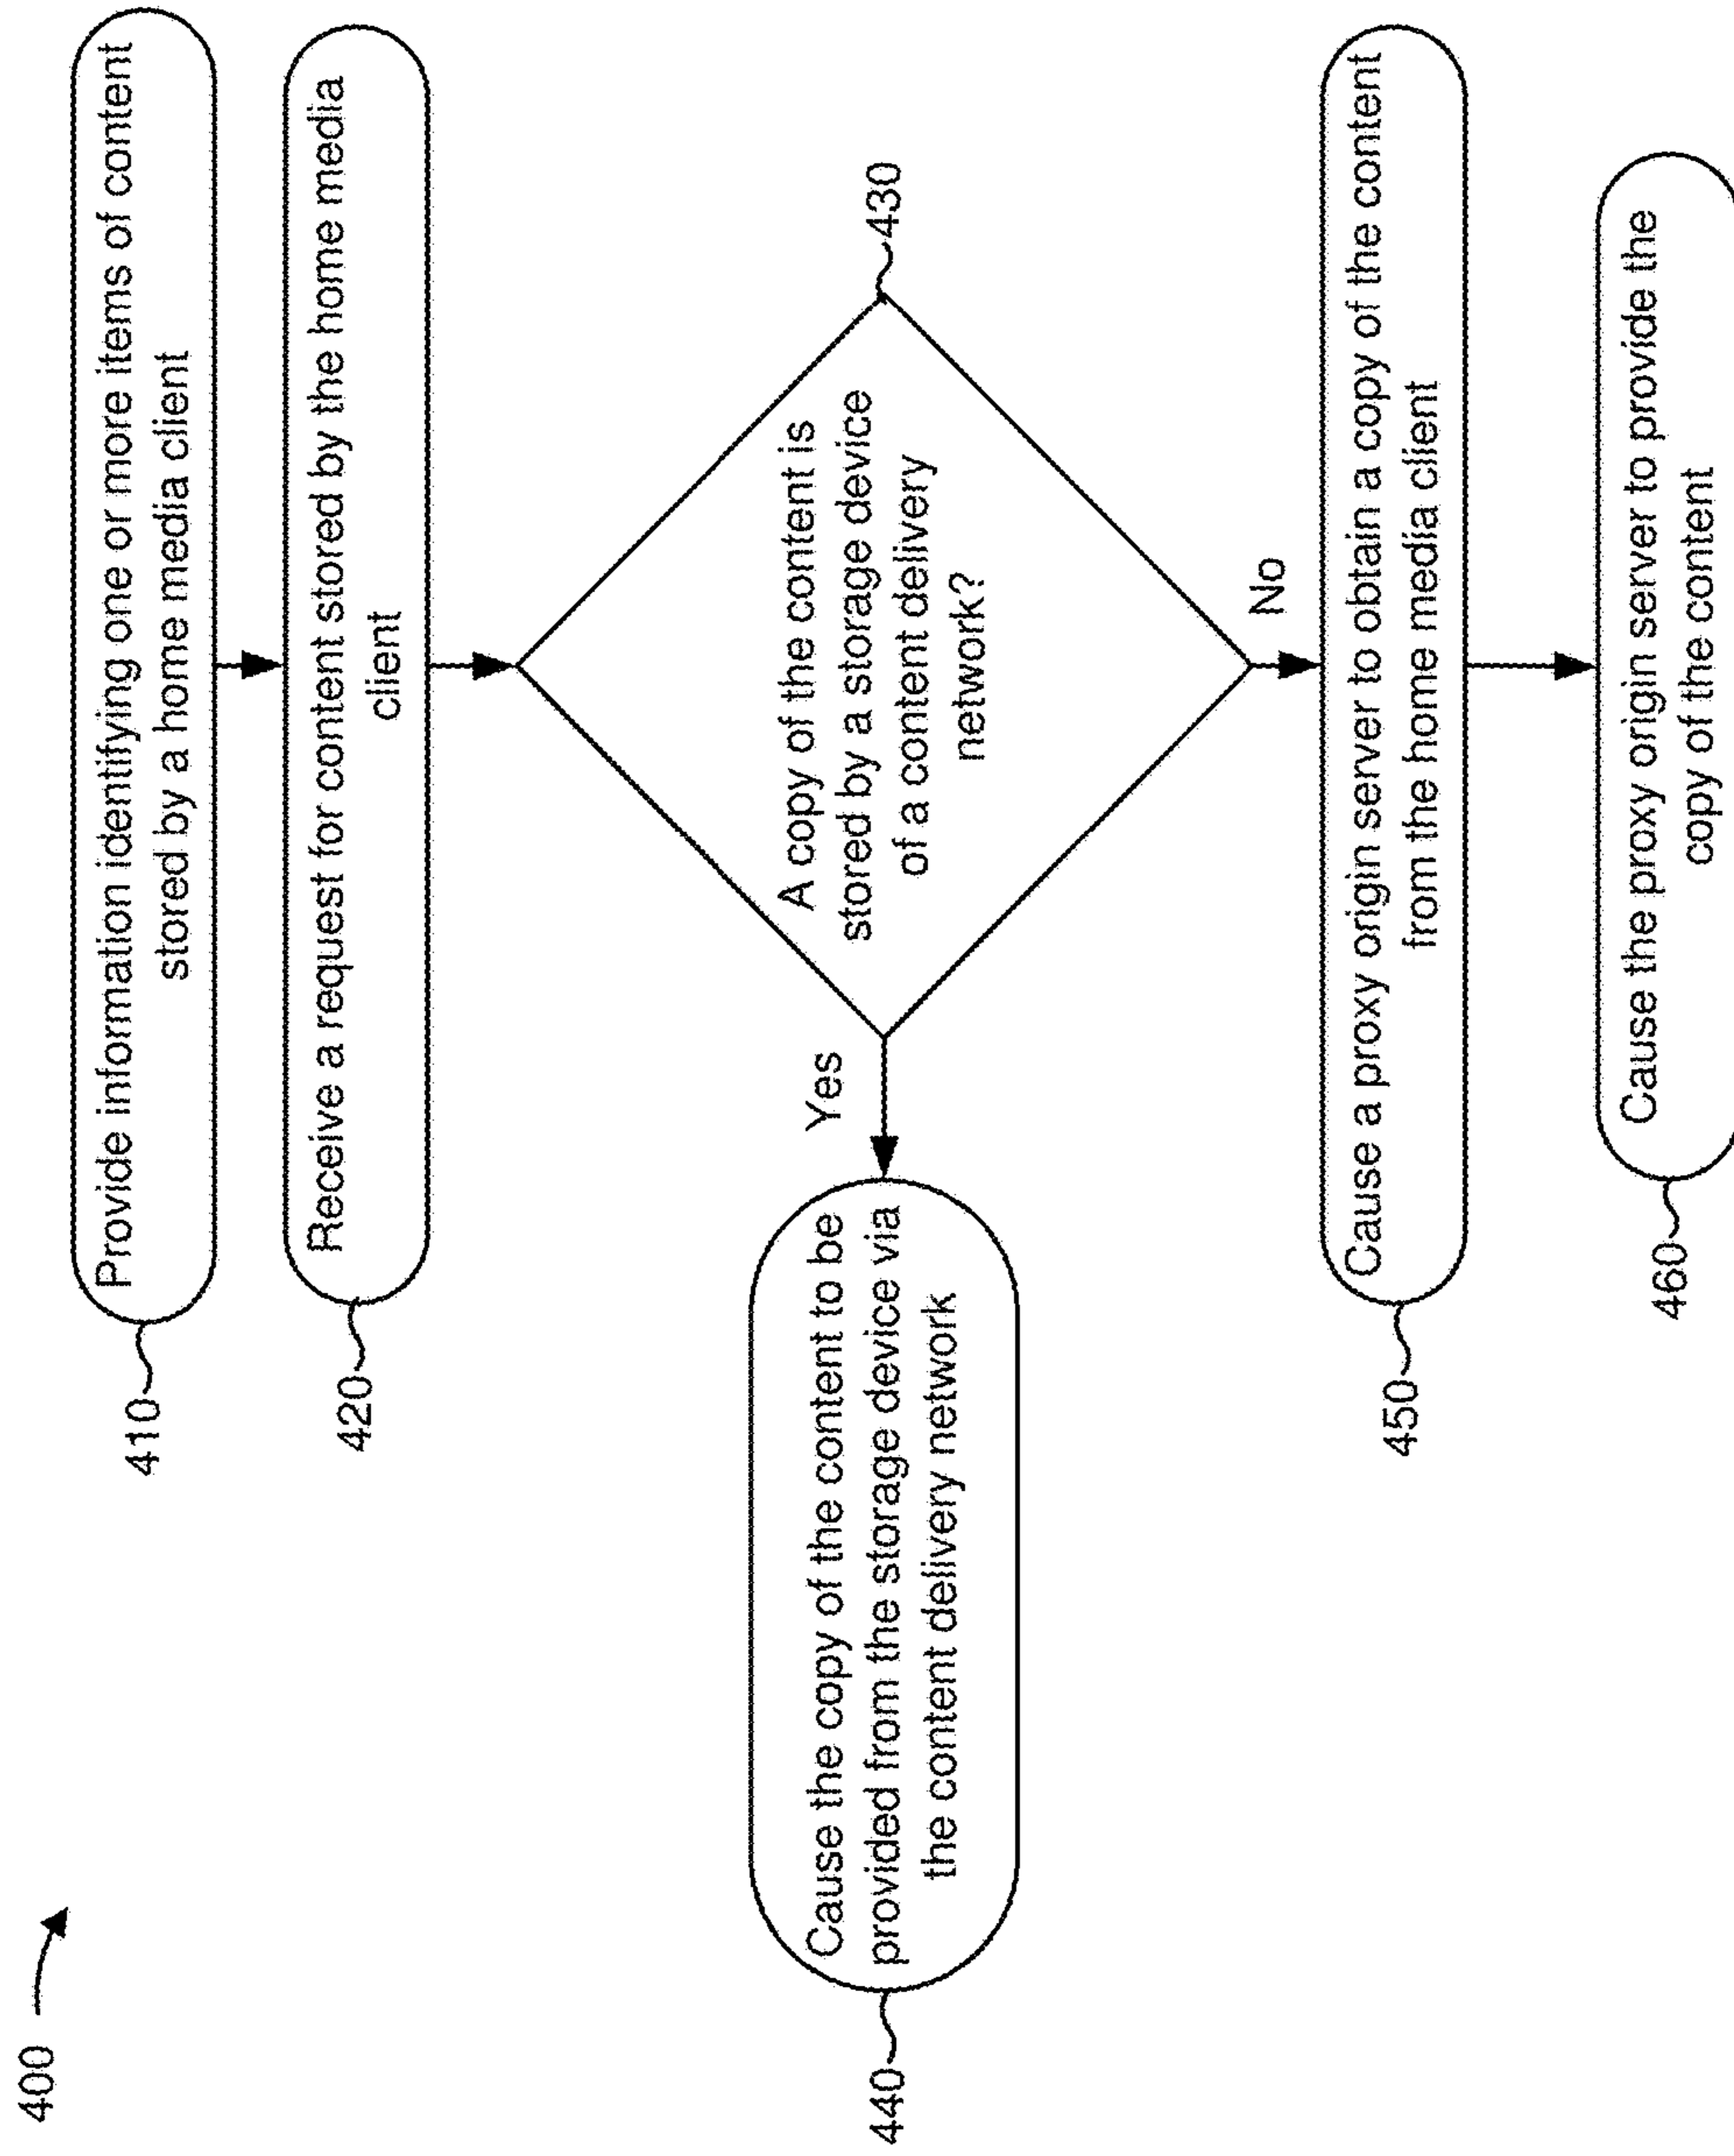 400
410
Provide information identifying one or more items of content
stored by a home media client
420
Receive a request for content stored by the home media
client
430
A copy of the content is
stored by a storage device
of a content delivery
network?
Yes
No
440
Cause the copy of the content to be
provided from the storage device via
the content delivery network
450
Cause a proxy origin server to obtain a copy of the content
from the home media client
460
Cause the proxy origin server to provide the
copy of the content